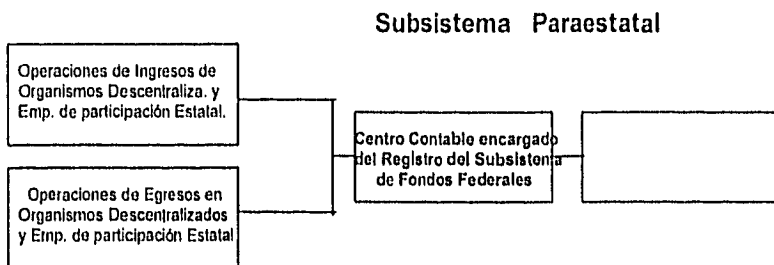 Subsistema Paraestatal
Operaciones de Ingresos de
Organismos Descentraliza. y
Emp. de participación Estatal.
Centro Contable encargado
del Registro del Subsistema
de Fondos Federales
Operaciones de Egresos en
Organismos Descentralizados
y Emp. de participación Estatal